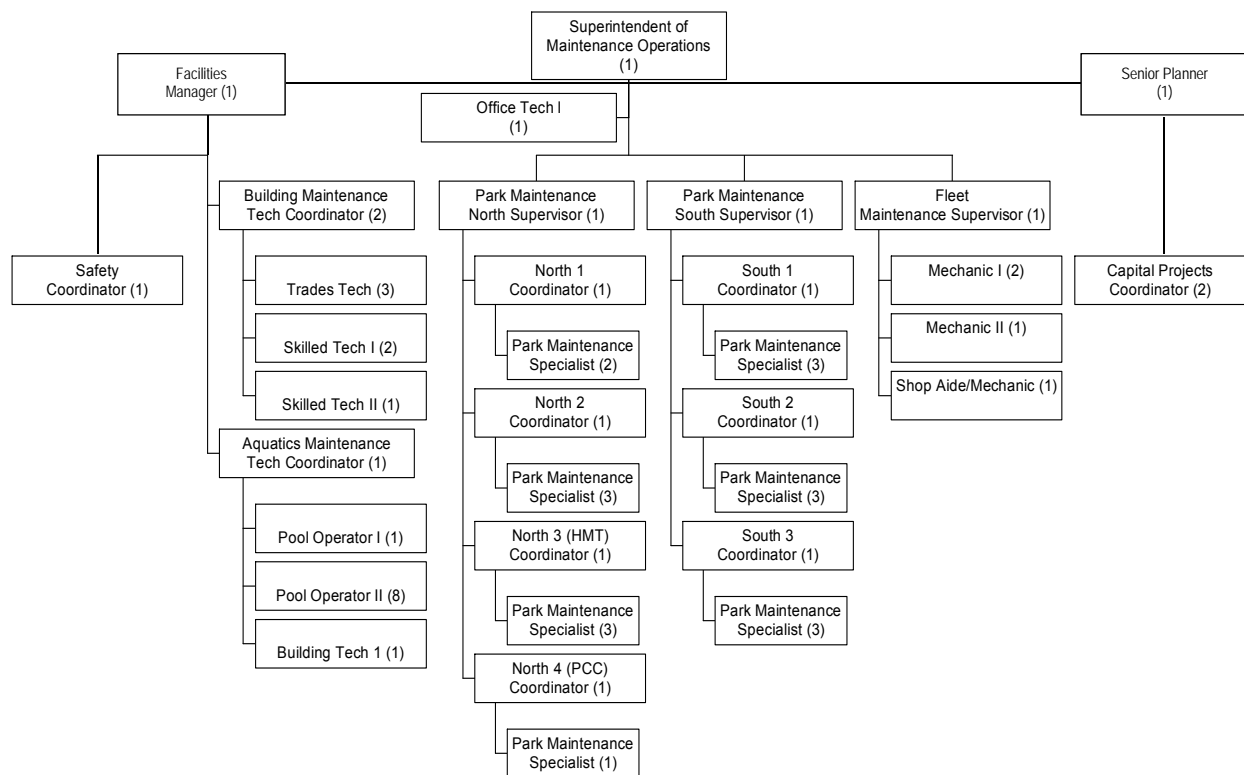 Superintendent of
Maintenance Operations
(1)
Facilities
Manager (1)
Senior Planner
(1)
Office Tech I
(1)
Building Maintenance
Tech Coordinator (2)
Park Maintenance
North Supervisor (1)
Park Maintenance
South Supervisor (1)
Fleet
Maintenance Supervisor (1)
Safety
Coordinator (1)
Trades Tech (3)
Skilled Tech I (2)
Skilled Tech II (1)
Aquatics Maintenance
Tech Coordinator (1)
Pool Operator I (1)
Pool Operator II (8)
Building Tech 1 (1)
North 1
Coordinator (1)
Park Maintenance
Specialist (2)
North 2
Coordinator (1)
Park Maintenance
Specialist (3)
North 3 (HMT)
Coordinator (1)
Park Maintenance
Specialist (3)
North 4 (PCC)
Coordinator (1)
Park Maintenance
Specialist (1)
South 1
Coordinator (1)
Park Maintenance
Specialist (3)
South 2
Coordinator (1)
Park Maintenance
Specialist (3)
South 3
Coordinator (1)
Park Maintenance
Specialist (3)
Mechanic I (2)
Mechanic II (1)
Shop Aide/Mechanic (1)
Capital Projects
Coordinator (2)